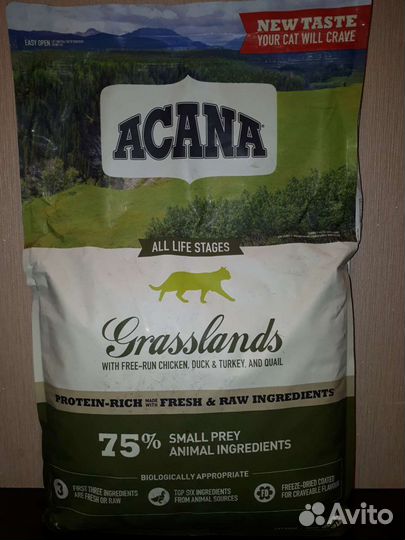 EASY OPEN
NEW TASTE
YOUR CAT WILL CRAVE
ACANA
ALL LIFE STAGES
Grasslands
WITH FREE-RUN CHICKEN, DUCK & TURKEY, AND QUAIL
PROTEIN-RICH MADE WITH FRESH & RAW INGREDIENTS
75% SMALL PREY
ANIMAL INGREDIENTS
BIOLOGICALLY APPROPRIATE
3 FIRST THREE INGREDIENTS
ARE FRESH OR RAW
TOP SIX INGREDIENTS
FROM ANIMAL SOURCES
FD FREEZE-DRIED COATED
FOR CRAVEABLE FLAVOUR
Avito